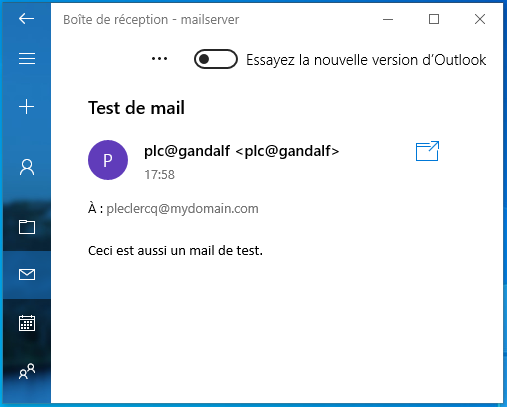 Boîte de réception - mailserver
Essayez la nouvelle version d'Outlook
Test de mail
P
plc@gandalf <plc@gandalf>
17:58
À : pleclercq@mydomain.com
Ceci est aussi un mail de test.